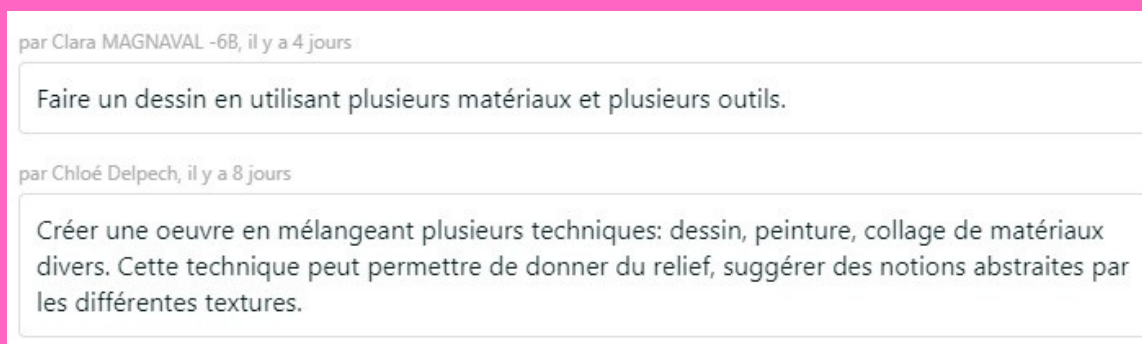 par Clara MAGNAVAL -6B, il y a 4 jours
Faire un dessin en utilisant plusieurs matériaux et plusieurs outils.
par Chloé Delpech, il y a 8 jours
Créer une oeuvre en mélangeant plusieurs techniques: dessin, peinture, collage de matériaux
divers. Cette technique peut permettre de donner du relief, suggérer des notions abstraites par
les différentes textures.